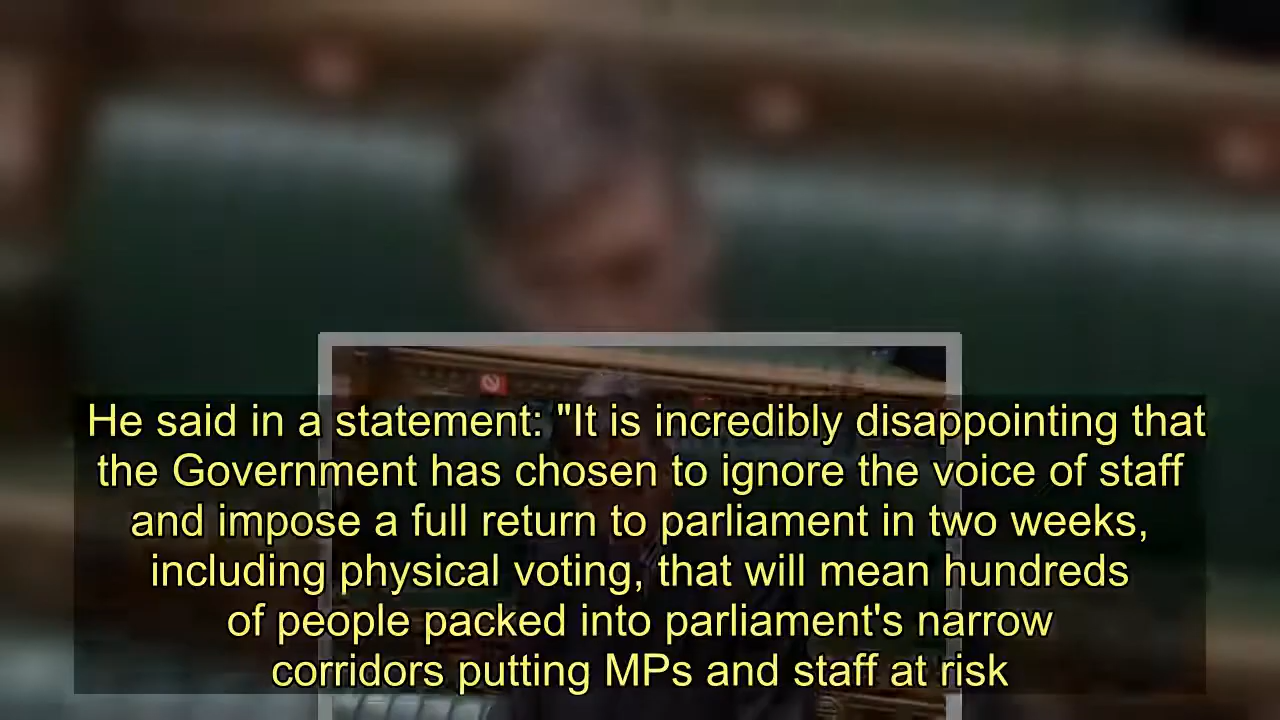 He said in a statement: "It is incredibly disappointing that
the Government has chosen to ignore the voice of staff
and impose a full return to parliament in two weeks,
including physical voting, that will mean hundreds
of people packed into parliament's narrow
corridors putting MPs and staff at risk